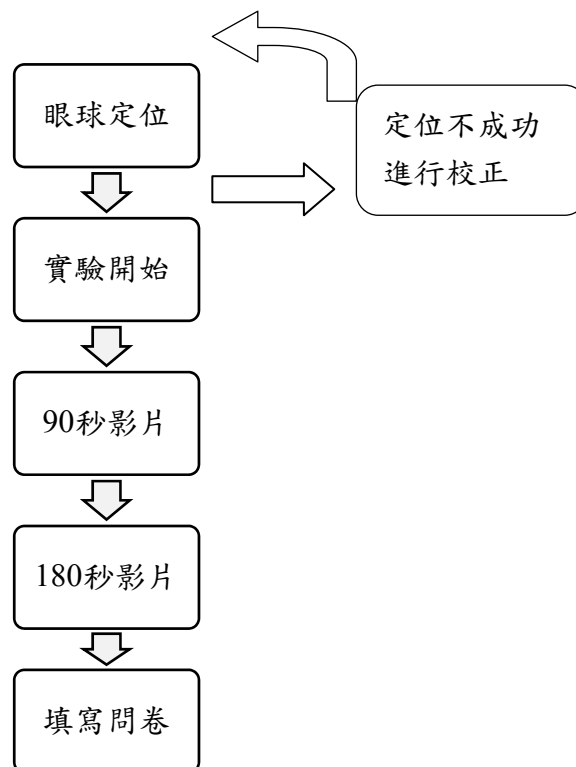 眼球定位
定位不成功
進行校正
實驗開始
90秒影片
180秒影片
填寫問卷